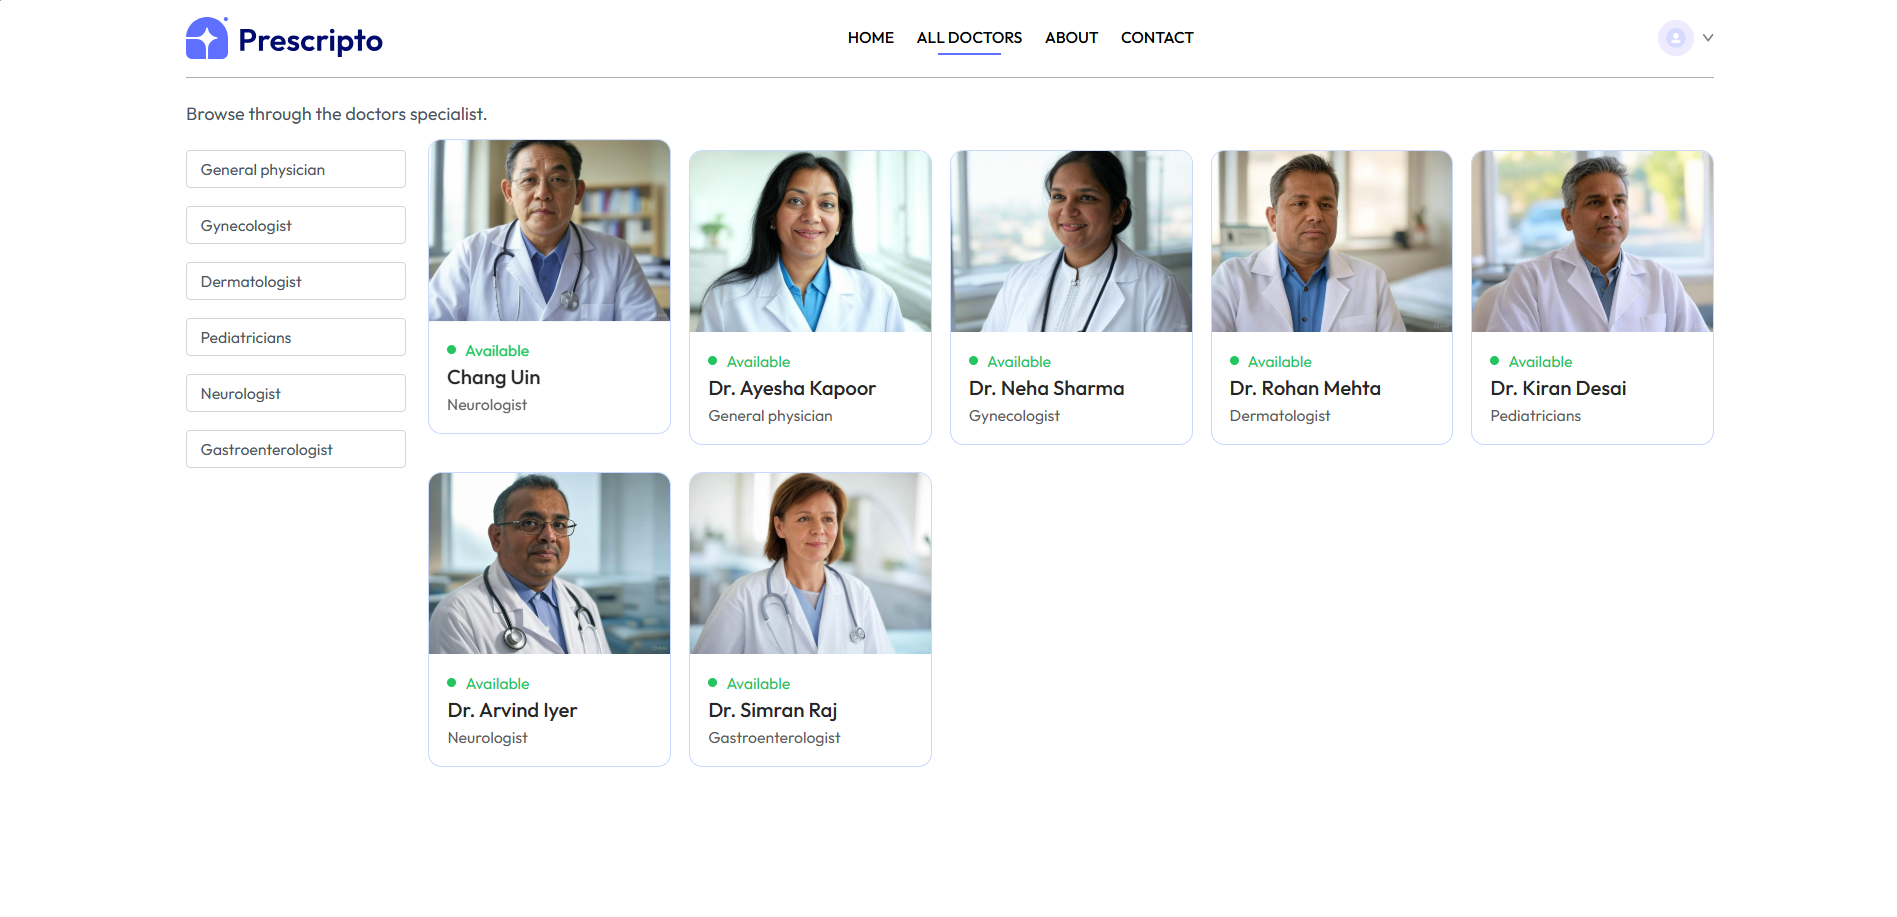 Prescripto
HOME
ALL DOCTORS
ABOUT
CONTACT
Browse through the doctors specialist.
General physician
Gynecologist
Dermatologist
Pediatricians
Neurologist
Gastroenterologist
Available
Chang Uin
Neurologist
Available
Dr. Ayesha Kapoor
General physician
Available
Dr. Neha Sharma
Gynecologist
Available
Dr. Rohan Mehta
Dermatologist
Available
Dr. Kiran Desai
Pediatricians
Available
Dr. Arvind Iyer
Neurologist
Available
Dr. Simran Raj
Gastroenterologist